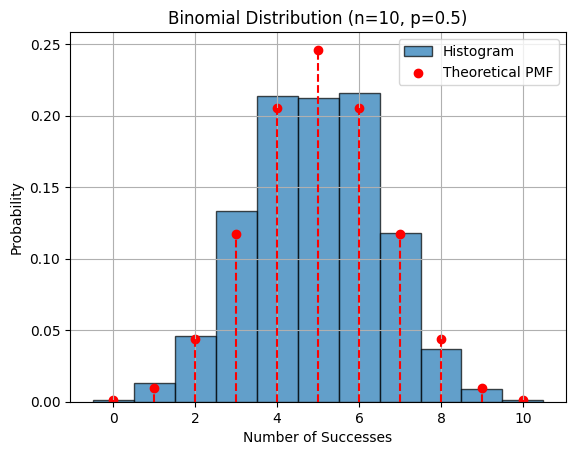 Binomial Distribution (n=10, p=0.5)
Histogram
Theoretical PMF
Probability
0.25
0.20
0.15
0.10
0.05
0.00
0 2 4 6 8 10
Number of Successes